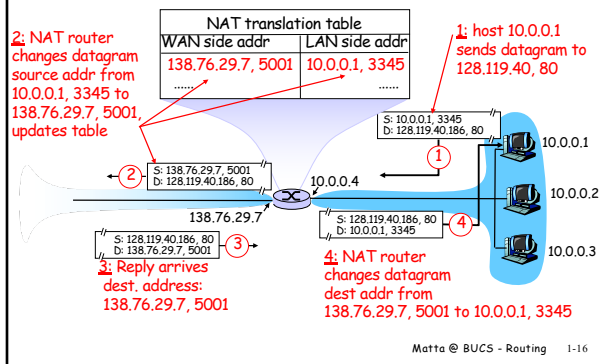 NAT translation table
WAN side addr LAN side addr
138.76.29.7, 5001 10.0.0.1, 3345
...... ......
2: NAT router
changes datagram
source addr from
10.0.0.1, 3345 to
138.76.29.7, 5001,
updates table
1: host 10.0.0.1
sends datagram to
128.119.40, 80
S: 10.0.0.1, 3345
D: 128.119.40.186, 80
1
10.0.0.1
S: 138.76.29.7, 5001
D: 128.119.40.186, 80
2
10.0.0.4
10.0.0.2
138.76.29.7
S: 128.119.40.186, 80
D: 10.0.0.1, 3345
4
S: 128.119.40.186, 80
D: 138.76.29.7, 5001
3
10.0.0.3
3: Reply arrives
dest. address:
138.76.29.7, 5001
4: NAT router
changes datagram
dest addr from
138.76.29.7, 5001 to 10.0.0.1, 3345
Matta @ BUCS - Routing 1-16